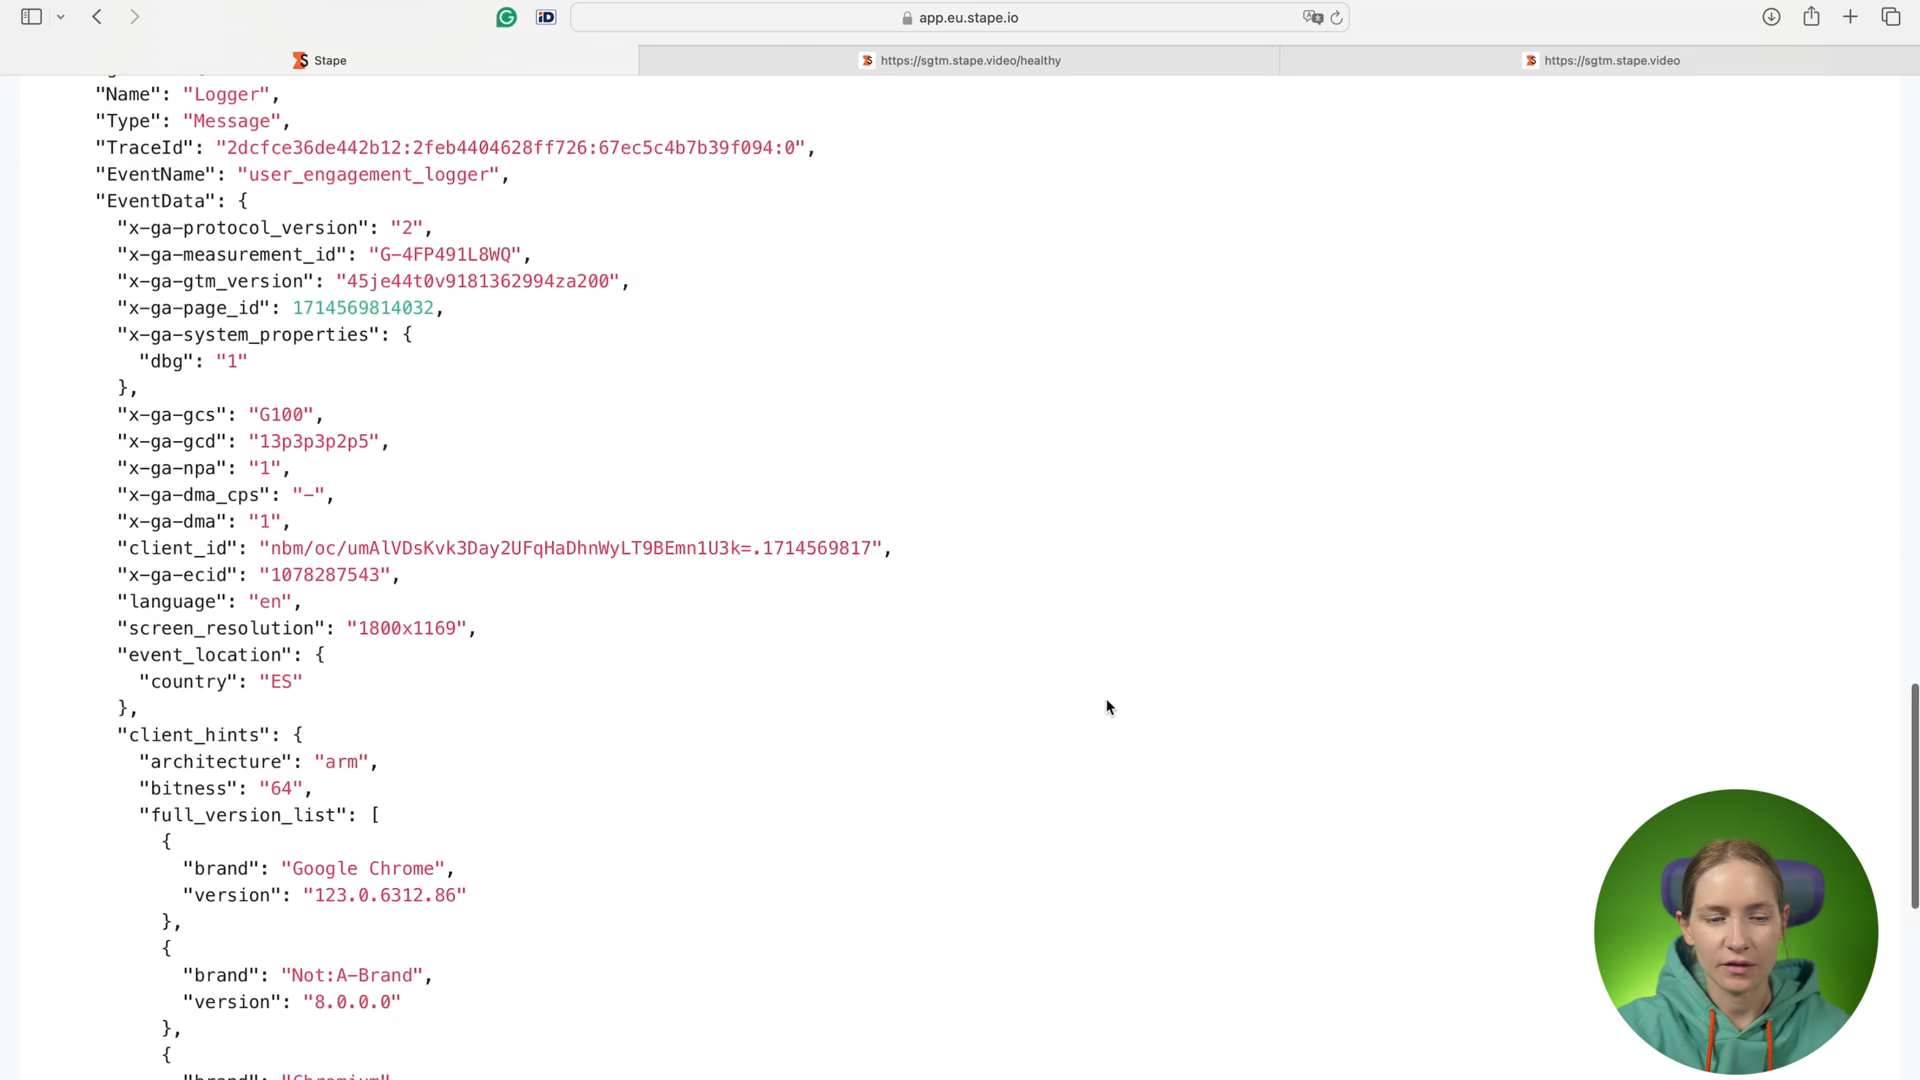 app.eu.stape.io
Stape
https://sgtm.stape.video/healthy
https://sgtm.stape.video
"Name": "Logger",
"Type": "Message",
"TraceId": "2dcfce36de442b12:2feb4404628ff726:67ec5c4b7b39f094:0",
"EventName": "user_engagement_logger",
"EventData": {
"x-ga-protocol_version": "2",
"x-ga-measurement_id": "G-4FP491L8WQ",
"x-ga-gtm_version": "45je44t0v9181362994za200",
"x-ga-page_id": 1714569814032,
"x-ga-system_properties": {
"dbg": "1"
},
"x-ga-gcs": "G100",
"x-ga-gcd": "13p3p3p2p5",
"x-ga-npa": "1",
"x-ga-dma_cps": "-",
"x-ga-dma": "1",
"client_id": "nbm/oc/umAlVDsKvk3Day2UFqHaDhnWyLT9BEmn1U3k=.1714569817",
"x-ga-ecid": "1078287543",
"language": "en",
"screen_resolution": "1800x1169",
"event_location": {
"country": "ES"
},
"client_hints": {
"architecture": "arm",
"bitness": "64",
"full_version_list": [
{
"brand": "Google Chrome",
"version": "123.0.6312.86"
},
{
"brand": "Not:A-Brand",
"version": "8.0.0.0"
},
{
"brand": "Chromium"